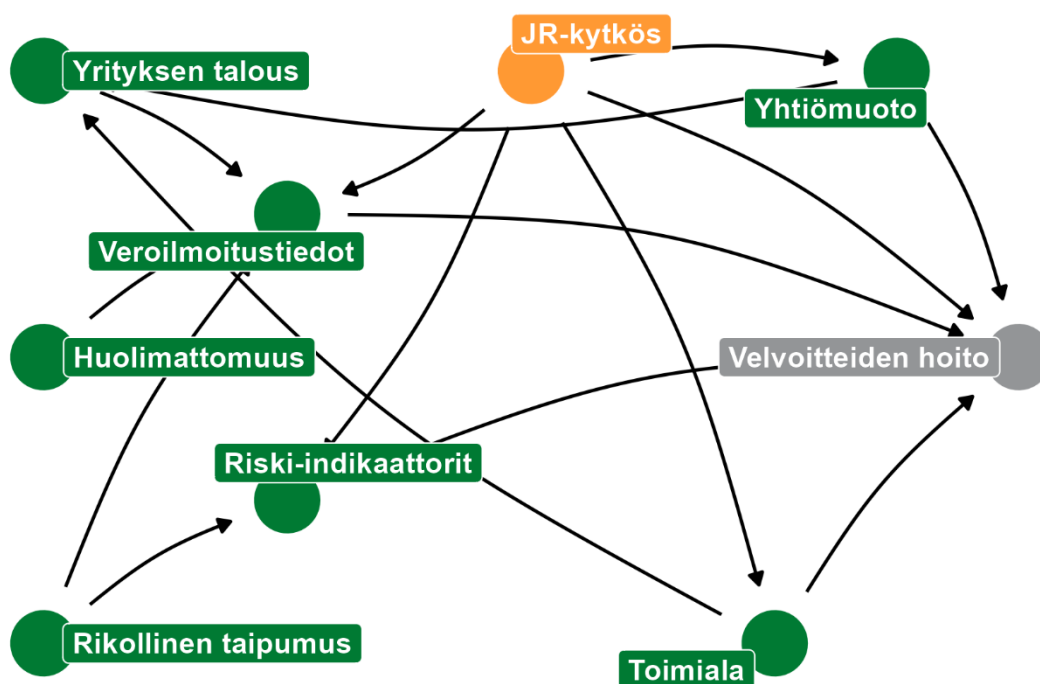 JR-kytkös
Yrityksen talous
Yhtiömuoto
Veroilmoitustiedot
Huolimattomuus
Velvoitteiden hoito
Riski-indikaattorit
Rikollinen taipumus
Toimiala